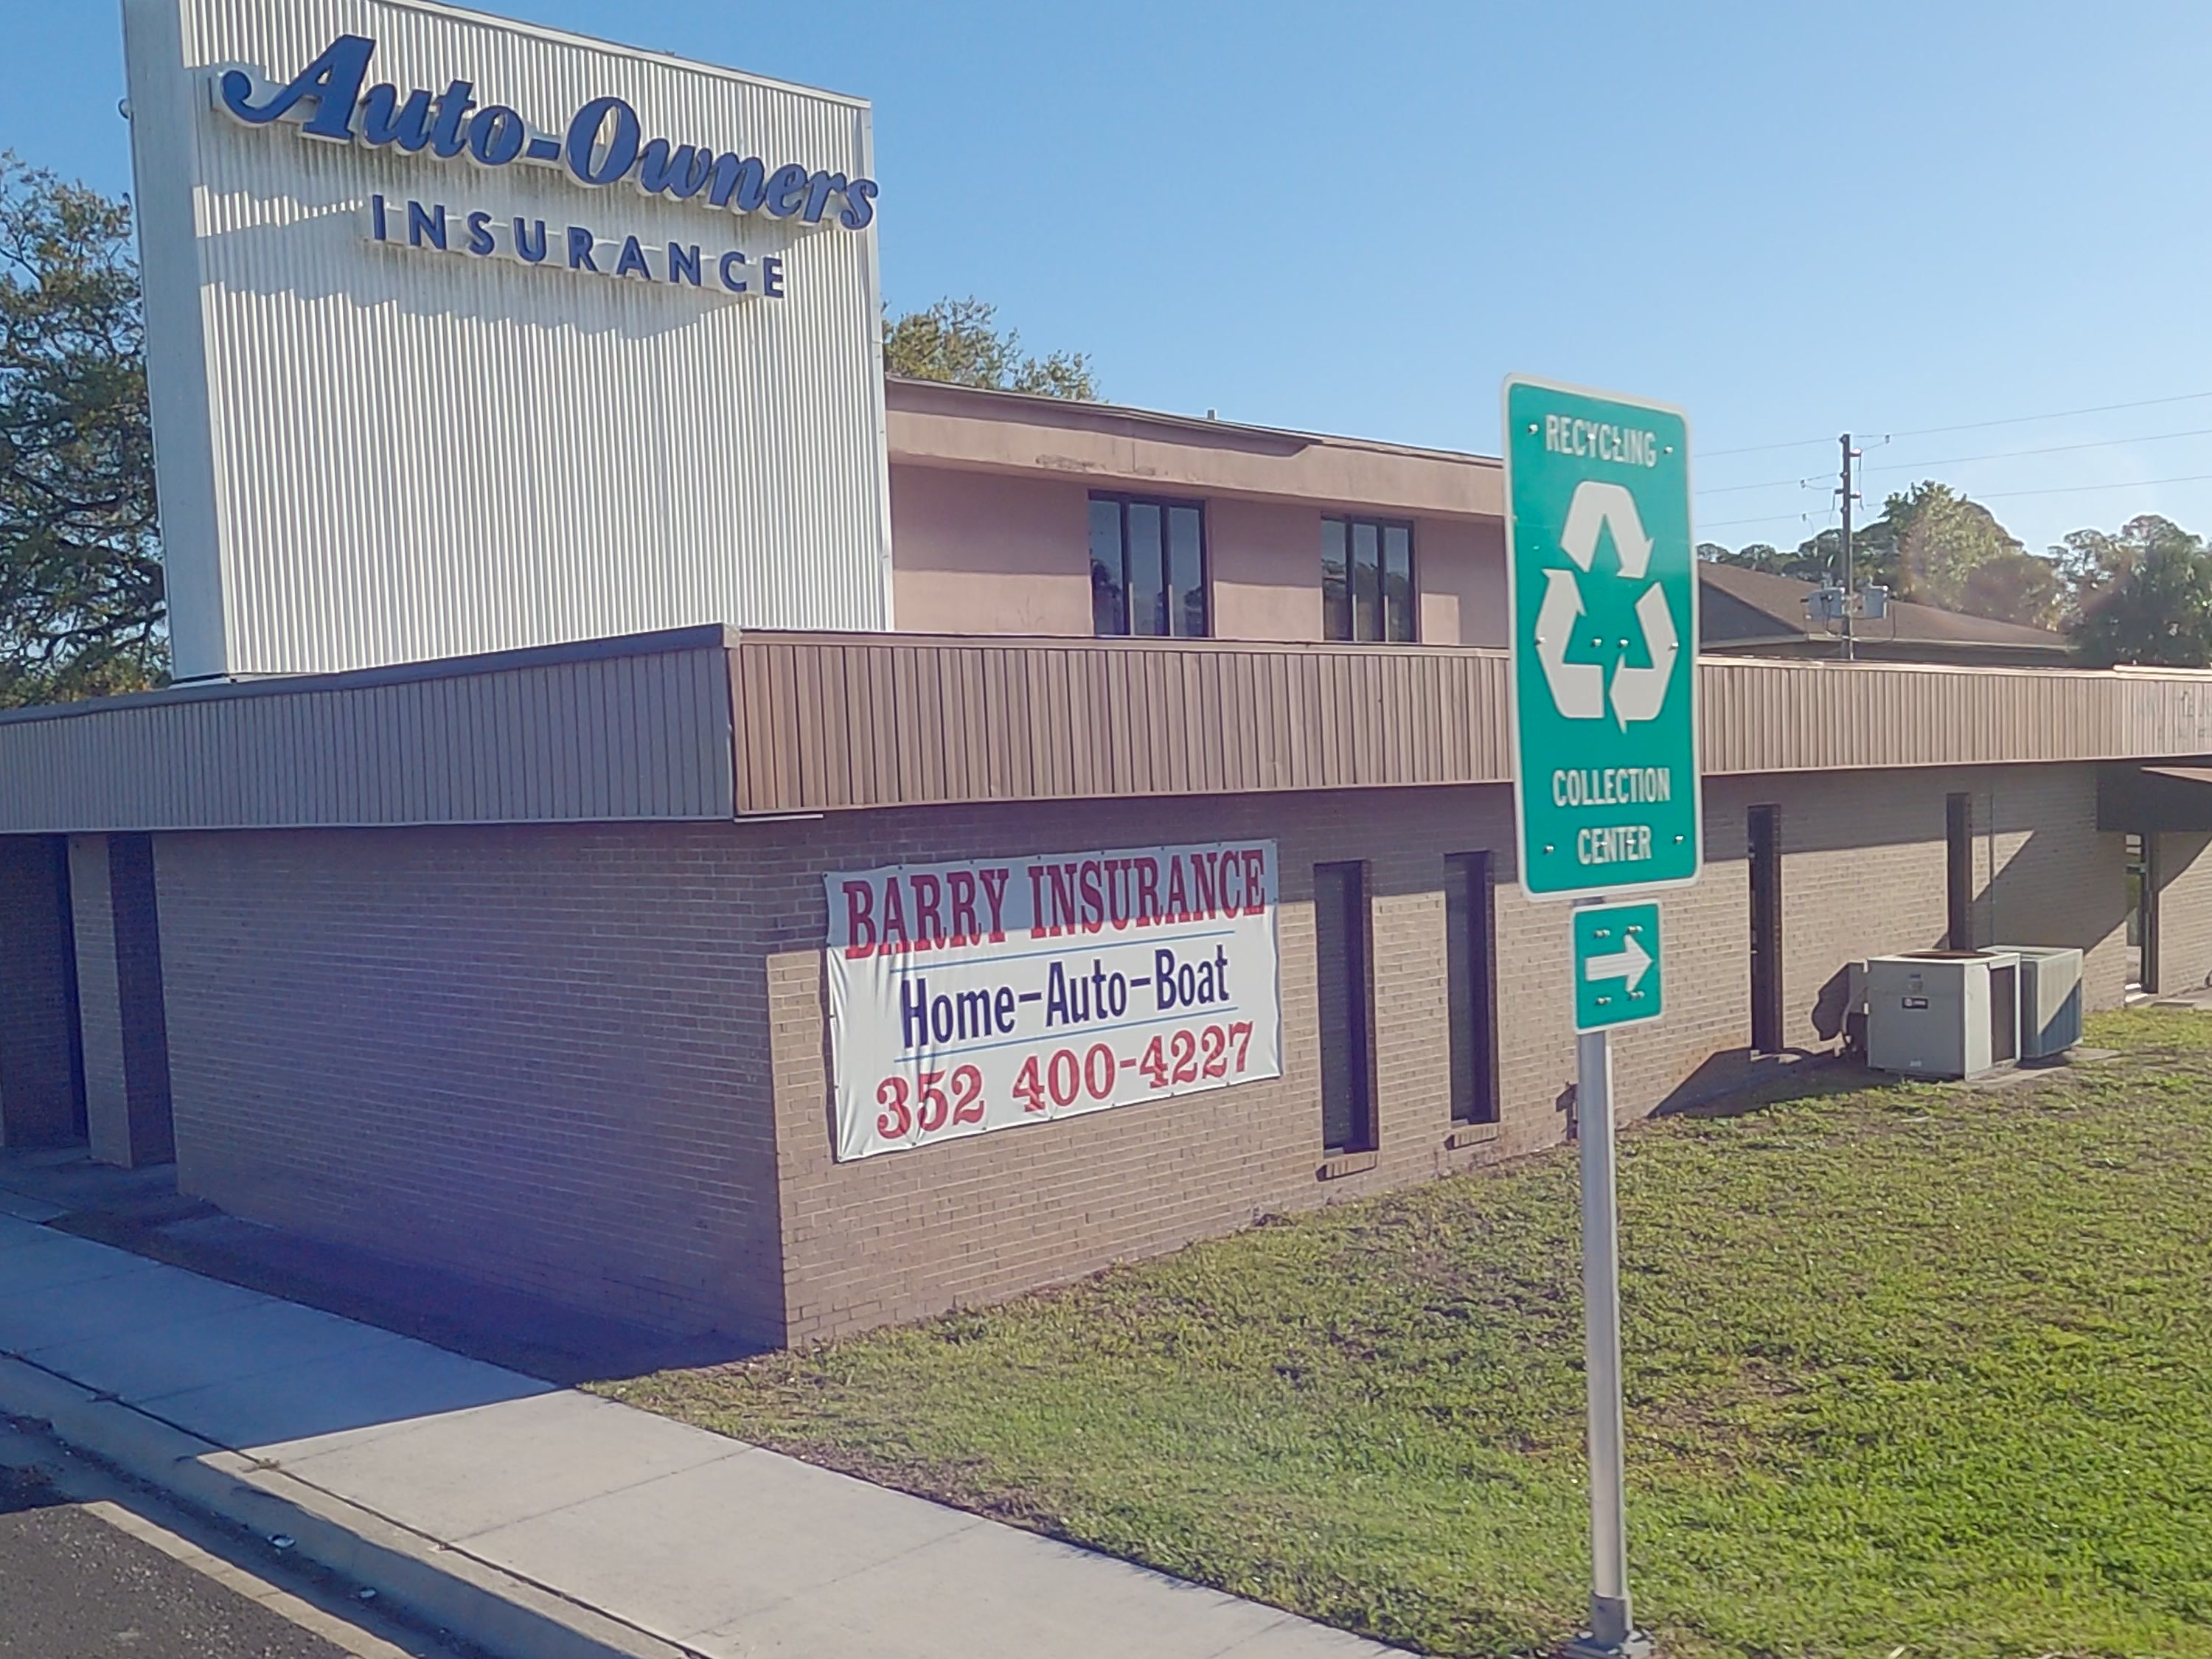 Auto-Owners
INSURANCE
RECYCLING
COLLECTION
CENTER
BARRY INSURANCE
Home-Auto-Boat
352 400-4227